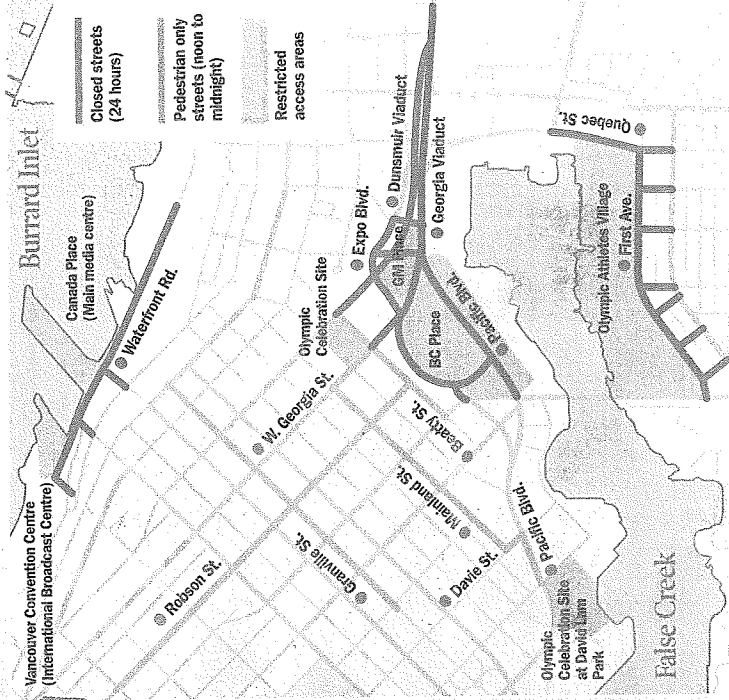 Burrard Inlet
Closed streets
(24 hours)
Pedestrian only
streets (noon to
midnight)
Restricted
access areas
Canada Place
(Main media centre)
Waterfront Rd.
Vancouver Convention Centre
(International Broadcast Centre)
Olympic
Celebration Site
Expo Blvd.
Dunsmuir Viaduct
GM Place
Georgia Viaduct
Quebec St.
W. Georgia St.
BC Place
Pacific Blvd.
Olympic Athletes Village
First Ave.
Robson St.
Granville St.
Mainland St.
Beatty St.
Davie St.
Pacific Blvd.
Olympic
Celebration Site
at David Lam
Park
False Creek